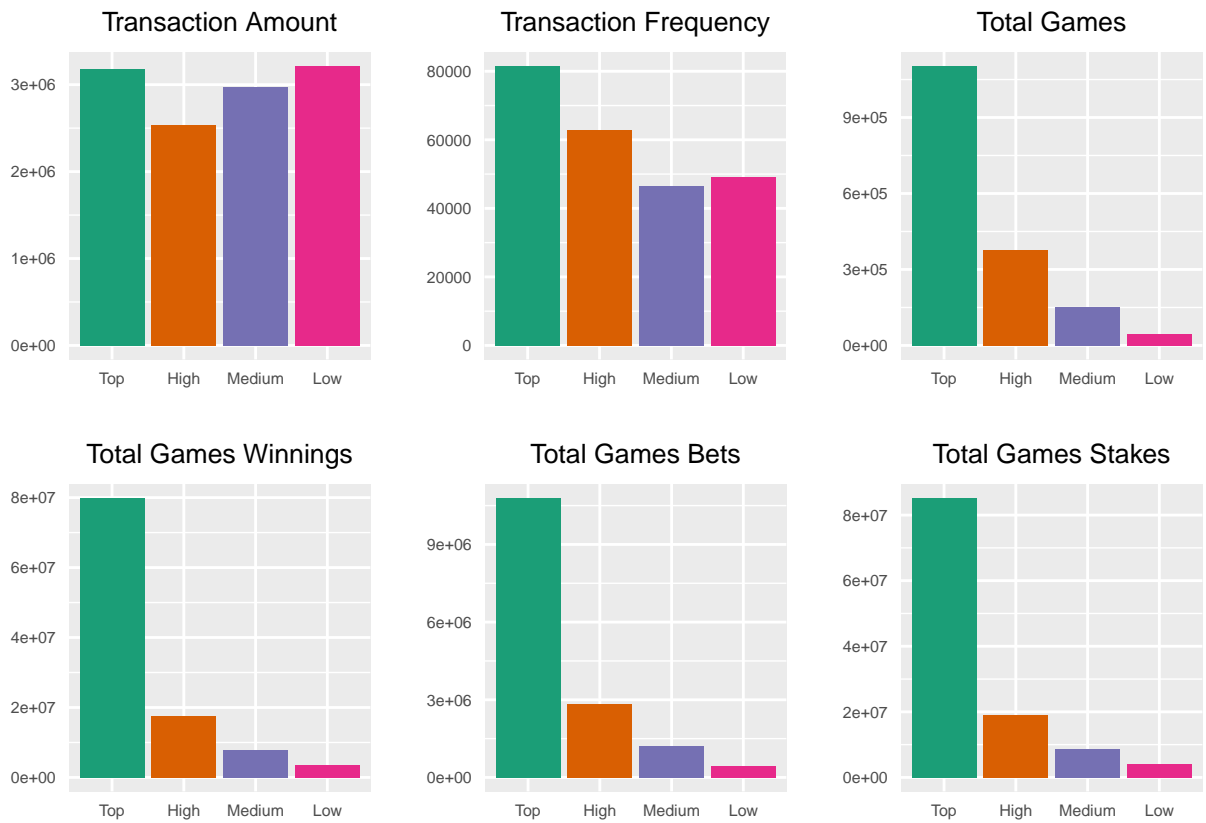 Transaction Amount
3e+06
2e+06
1e+06
0e+00
Top High Medium Low
Transaction Frequency
80000
60000
40000
20000
0
Top High Medium Low
Total Games
9e+05
6e+05
3e+05
0e+00
Top High Medium Low
Total Games Winnings
8e+07
6e+07
4e+07
2e+07
0e+00
Top High Medium Low
Total Games Bets
9e+06
6e+06
3e+06
0e+00
Top High Medium Low
Total Games Stakes
8e+07
6e+07
4e+07
2e+07
0e+00
Top High Medium Low